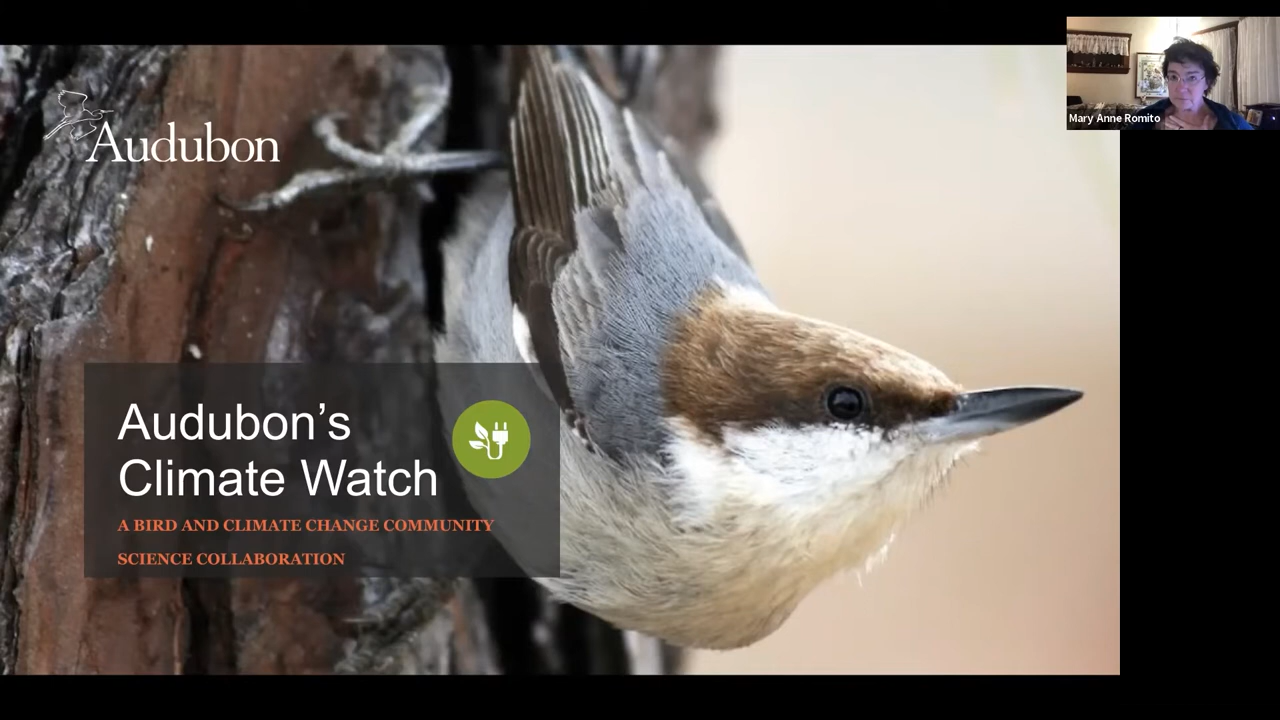 Audubon
Mary Anne Romito
Audubon’s
Climate Watch
A BIRD AND CLIMATE CHANGE COMMUNITY
SCIENCE COLLABORATION